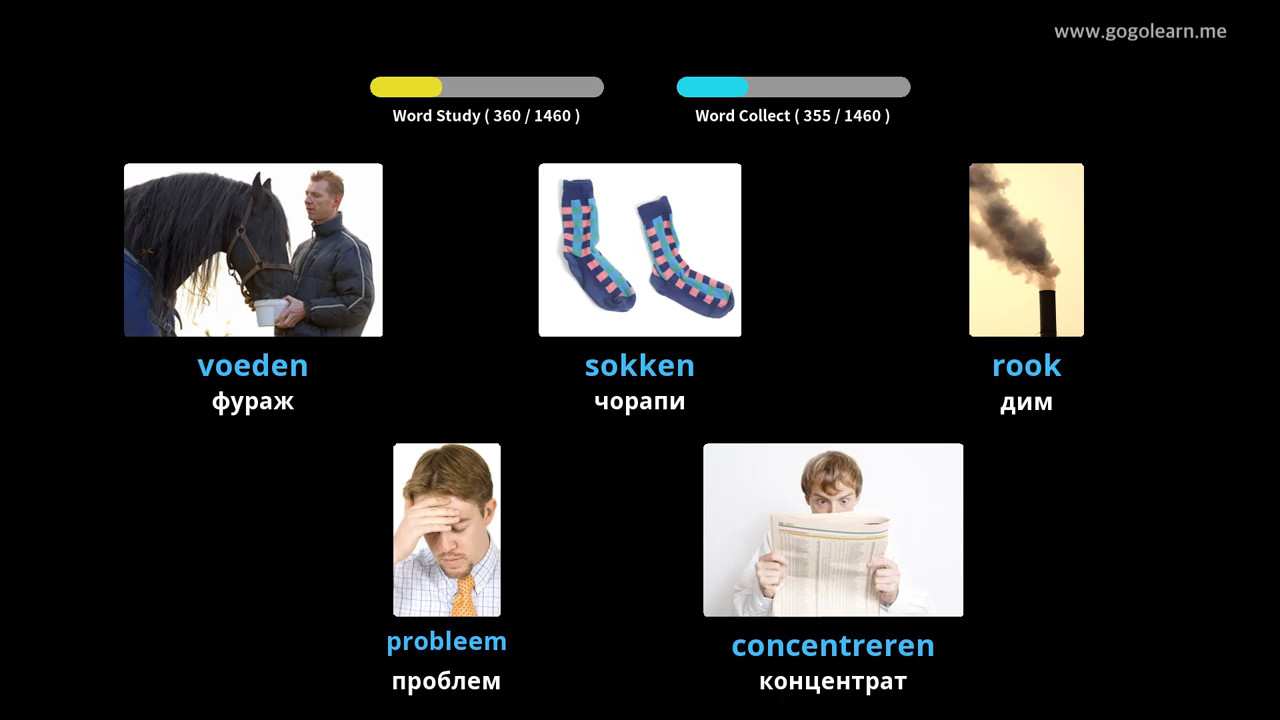 www.gogolearn.me
Word Study ( 360 / 1460 )
Word Collect ( 355 / 1460 )
voeden
фураж
sokken
чорапи
rook
дим
probleem
проблем
concentreren
концентрат